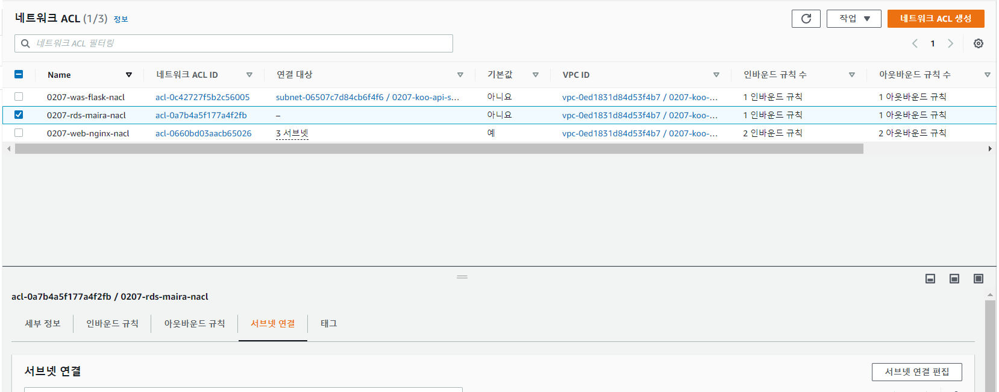 네트워크 ACL (1/3) 정보
작업
네트워크 ACL 생성
네트워크 ACL 필터링
1
Name 네트워크 ACL ID 연결 대상 기본값 VPC ID 인바운드 규칙 수 아웃바운드 규칙 수
0207-was-flask-nacl acl-0c42727f5b2c56005 subnet-06507c7d84cb6f4f6 / 0207-koo-api-s... 아니요 vpc-0ed1831d84d53f4b7 / 0207-koo-... 1 인바운드 규칙 1 아웃바운드 규칙
0207-rds-maira-nacl acl-0a7b4a5f177a4f2fb – 아니요 vpc-0ed1831d84d53f4b7 / 0207-koo-... 1 인바운드 규칙 1 아웃바운드 규칙
0207-web-nginx-nacl acl-0660bd03aacb65026 3 서브넷 예 vpc-0ed1831d84d53f4b7 / 0207-koo-... 2 인바운드 규칙 2 아웃바운드 규칙
acl-0a7b4a5f177a4f2fb / 0207-rds-maira-nacl
세부 정보 인바운드 규칙 아웃바운드 규칙 서브넷 연결 태그
서브넷 연결
서브넷 연결 편집